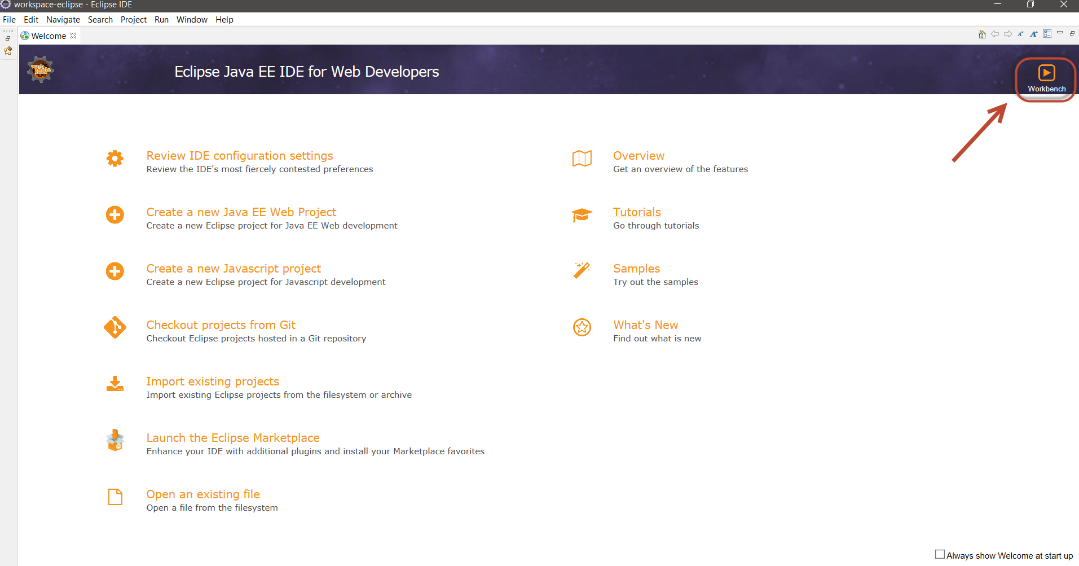 workspace-eclipse - Eclipse IDE
File Edit Navigate Search Project Run Window Help
Welcome
Eclipse Java EE IDE for Web Developers
Workbench
Review IDE configuration settings
Review the IDE's most fiercely contested preferences
Create a new Java EE Web Project
Create a new Eclipse project for Java EE Web development
Create a new Javascript project
Create a new Eclipse project for Javascript development
Checkout projects from Git
Checkout Eclipse projects hosted in a Git repository
Import existing projects
Import existing Eclipse projects from the filesystem or archive
Launch the Eclipse Marketplace
Enhance your IDE with additional plugins and install your Marketplace favorites
Open an existing file
Open a file from the filesystem
Overview
Get an overview of the features
Tutorials
Go through tutorials
Samples
Try out the samples
What's New
Find out what is new
Always show Welcome at start up